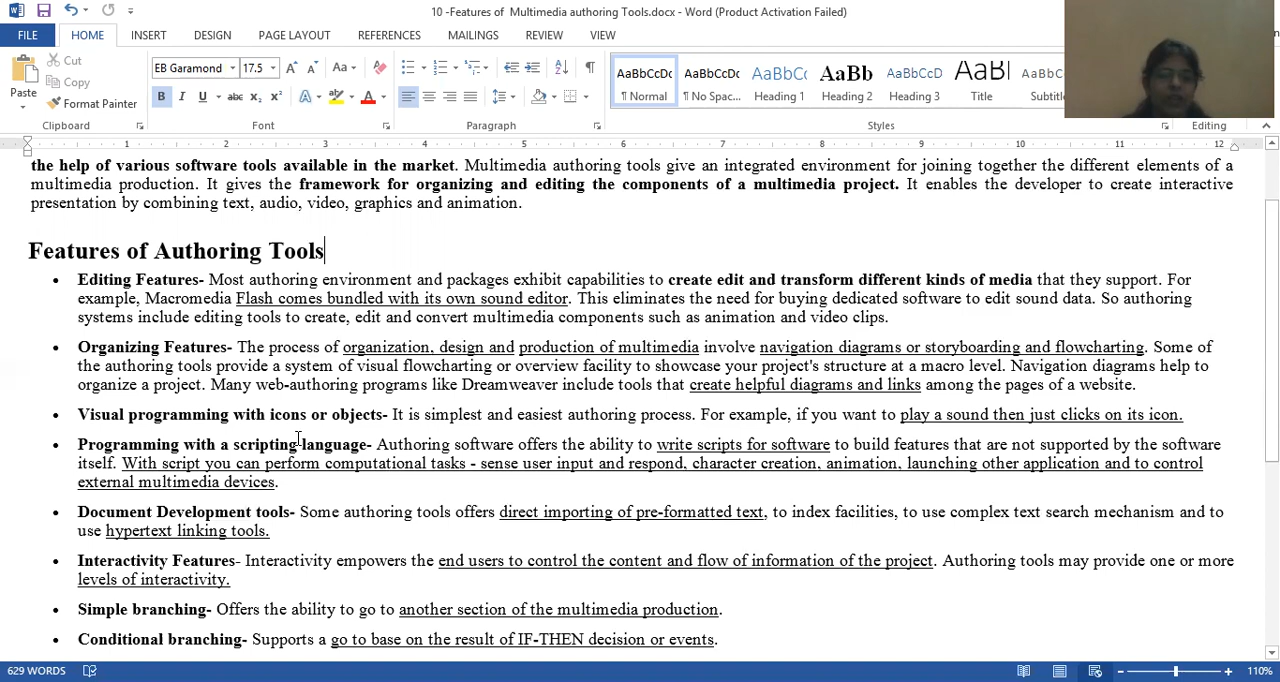 10 -Features of  Multimedia authoring Tools.docx - Word (Product Activation Failed)
FILE HOME INSERT DESIGN PAGE LAYOUT REFERENCES MAILINGS REVIEW VIEW
Paste
Cut
Copy
Format Painter
EB Garamond 17.5
AaBbCcDc AaBbCcDc AaBbCc AaBb AaBbCcD AaBl AaBbCcD
¶ Normal ¶ No Spac... Heading 1 Heading 2 Heading 3 Title Subtitle
Clipboard Font Paragraph Styles Editing
1 2 3 4 5 6 7 8 9 10 11 12
the help of various software tools available in the market. Multimedia authoring tools give an integrated environment for joining together the different elements of a
multimedia production. It gives the framework for organizing and editing the components of a multimedia project. It enables the developer to create interactive
presentation by combining text, audio, video, graphics and animation.
Features of Authoring Tools
• Editing Features- Most authoring environment and packages exhibit capabilities to create edit and transform different kinds of media that they support. For
example, Macromedia Flash comes bundled with its own sound editor. This eliminates the need for buying dedicated software to edit sound data. So authoring
systems include editing tools to create, edit and convert multimedia components such as animation and video clips.
• Organizing Features- The process of organization, design and production of multimedia involve navigation diagrams or storyboarding and flowcharting. Some of
the authoring tools provide a system of visual flowcharting or overview facility to showcase your project's structure at a macro level. Navigation diagrams help to
organize a project. Many web-authoring programs like Dreamweaver include tools that create helpful diagrams and links among the pages of a website.
• Visual programming with icons or objects- It is simplest and easiest authoring process. For example, if you want to play a sound then just clicks on its icon.
• Programming with a scripting language- Authoring software offers the ability to write scripts for software to build features that are not supported by the software
itself. With script you can perform computational tasks - sense user input and respond, character creation, animation, launching other application and to control
external multimedia devices.
• Document Development tools- Some authoring tools offers direct importing of pre-formatted text, to index facilities, to use complex text search mechanism and to
use hypertext linking tools.
• Interactivity Features- Interactivity empowers the end users to control the content and flow of information of the project. Authoring tools may provide one or more
levels of interactivity.
• Simple branching- Offers the ability to go to another section of the multimedia production.
• Conditional branching- Supports a go to base on the result of IF-THEN decision or events.
629 WORDS 110%